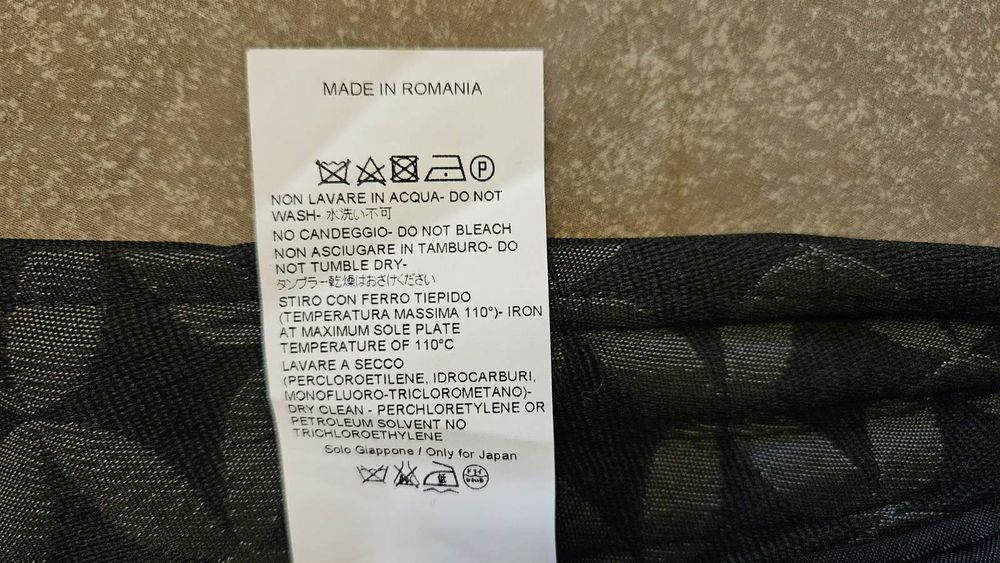 MADE IN ROMANIA
P
NON LAVARE IN ACQUA- DO NOT
WASH- 水洗い不可
NO CANDEGGIO- DO NOT BLEACH
NON ASCIUGARE IN TAMBURO- DO
NOT TUMBLE DRY-
タンブラー乾燥はおさけください
STIRO CON FERRO TIEPIDO
(TEMPERATURA MASSIMA 110°)- IRON
AT MAXIMUM SOLE PLATE
TEMPERATURE OF 110°C
LAVARE A SECCO
(PERCLOROETILENE, IDROCARBURI,
MONOFLUORO-TRICLOROMETANO)-
DRY CLEAN - PERCHLORETYLENE OR
PETROLEUM SOLVENT NO
TRICHLOROETHYLENE
Solo Giappone / Only for Japan
低